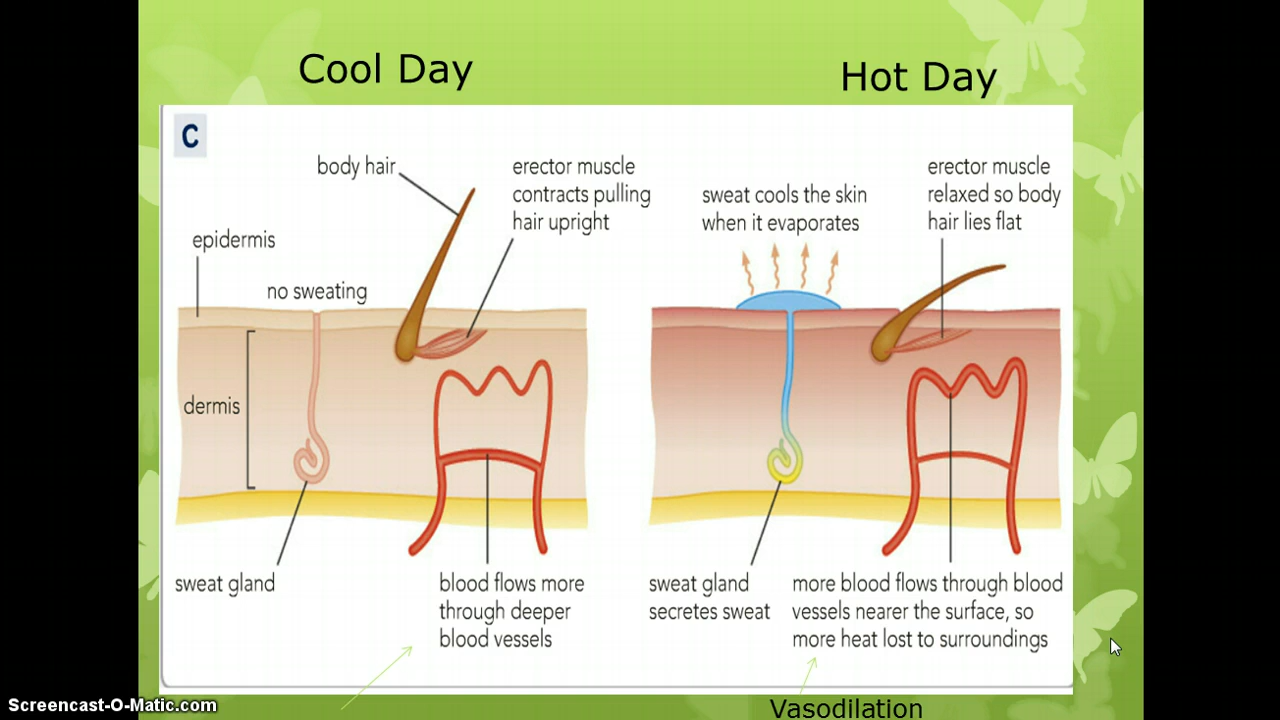 Cool Day
Hot Day
C
body hair
erector muscle
contracts pulling
hair upright
epidermis
no sweating
dermis
sweat gland
blood flows more
through deeper
blood vessels
sweat cools the skin
when it evaporates
erector muscle
relaxed so body
hair lies flat
sweat gland
secretes sweat
more blood flows through blood
vessels nearer the surface, so
more heat lost to surroundings
Vasodilation
Screencast-O-Matic.com